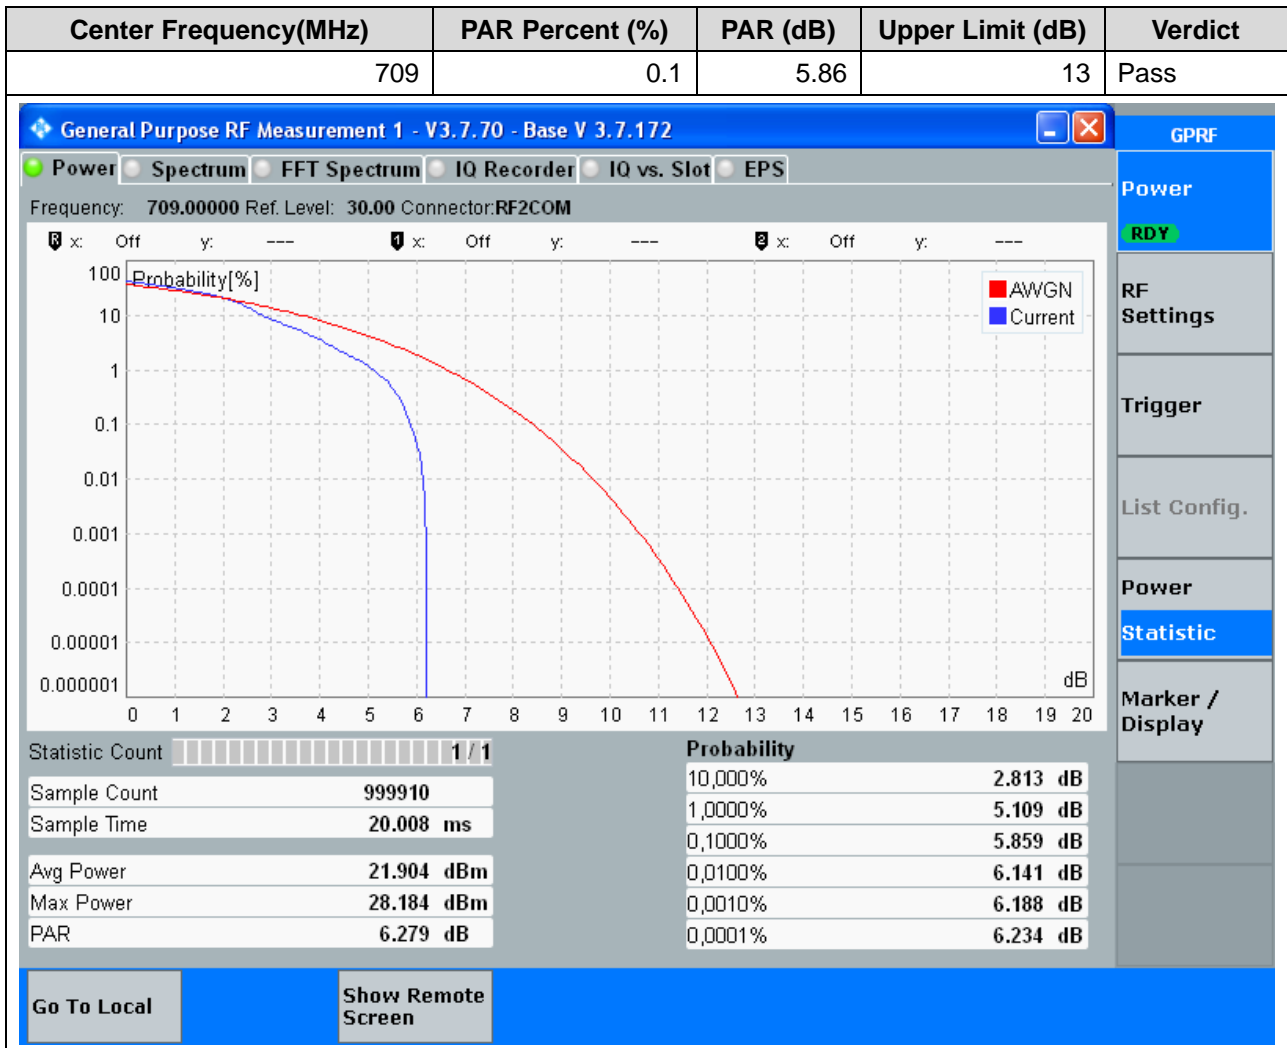 Center Frequency(MHz) PAR Percent (%) PAR (dB) Upper Limit (dB) Verdict
709 0.1 5.86 13 Pass
General Purpose RF Measurement 1 - V3.7.70 - Base V 3.7.172
GPRF
Power Spectrum FFT Spectrum IQ Recorder IQ vs. Slot EPS
Power
RDY
Frequency: 709.00000 Ref. Level: 30.00 Connector:RF2COM
R x: Off y: --- 1 x: Off y: --- 2 x: Off y: ---
Probability[%]
100
10
1
0.1
0.01
0.001
0.0001
0.00001
0.000001
AWGN
Current
dB
0 1 2 3 4 5 6 7 8 9 10 11 12 13 14 15 16 17 18 19 20
RF
Settings
Trigger
List Config.
Power
Statistic
Marker /
Display
Statistic Count 1 / 1
Sample Count 999910
Sample Time 20.008 ms
Avg Power 21.904 dBm
Max Power 28.184 dBm
PAR 6.279 dB
Probability
10,000% 2.813 dB
1,0000% 5.109 dB
0,1000% 5.859 dB
0,0100% 6.141 dB
0,0010% 6.188 dB
0,0001% 6.234 dB
Go To Local
Show Remote
Screen